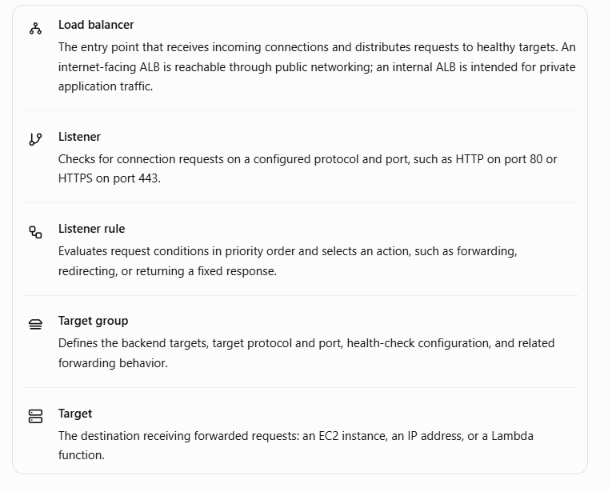 Load balancer
The entry point that receives incoming connections and distributes requests to healthy targets. An
internet-facing ALB is reachable through public networking; an internal ALB is intended for private
application traffic.
Listener
Checks for connection requests on a configured protocol and port, such as HTTP on port 80 or
HTTPS on port 443.
Listener rule
Evaluates request conditions in priority order and selects an action, such as forwarding,
redirecting, or returning a fixed response.
Target group
Defines the backend targets, target protocol and port, health-check configuration, and related
forwarding behavior.
Target
The destination receiving forwarded requests: an EC2 instance, an IP address, or a Lambda
function.